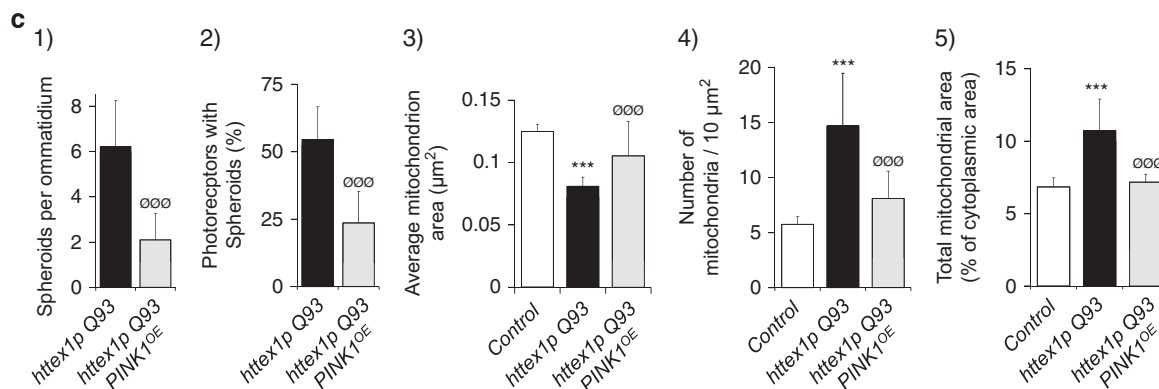 c
1)
Spheroids per ommatidium
8
6
4
2
0
ØØØ
httex1p Q93
httex1p Q93
PINK1OE
2)
Photorecptors with
Spheroids (%)
75
50
25
0
ØØØ
httex1p Q93
httex1p Q93
PINK1OE
3)
Average mitochondrion
area (µm2)
0.15
0.1
0.05
0
***
ØØØ
Control
httex1p Q93
httex1p Q93
PINK1OE
4)
Number of
mitochondria / 10 µm2
20
15
10
5
0
***
ØØØ
Control
httex1p Q93
httex1p Q93
PINK1OE
5)
Total mitochondrial area
(% of cytoplasmic area)
15
10
5
0
***
ØØØ
Control
httex1p Q93
httex1p Q93
PINK1OE